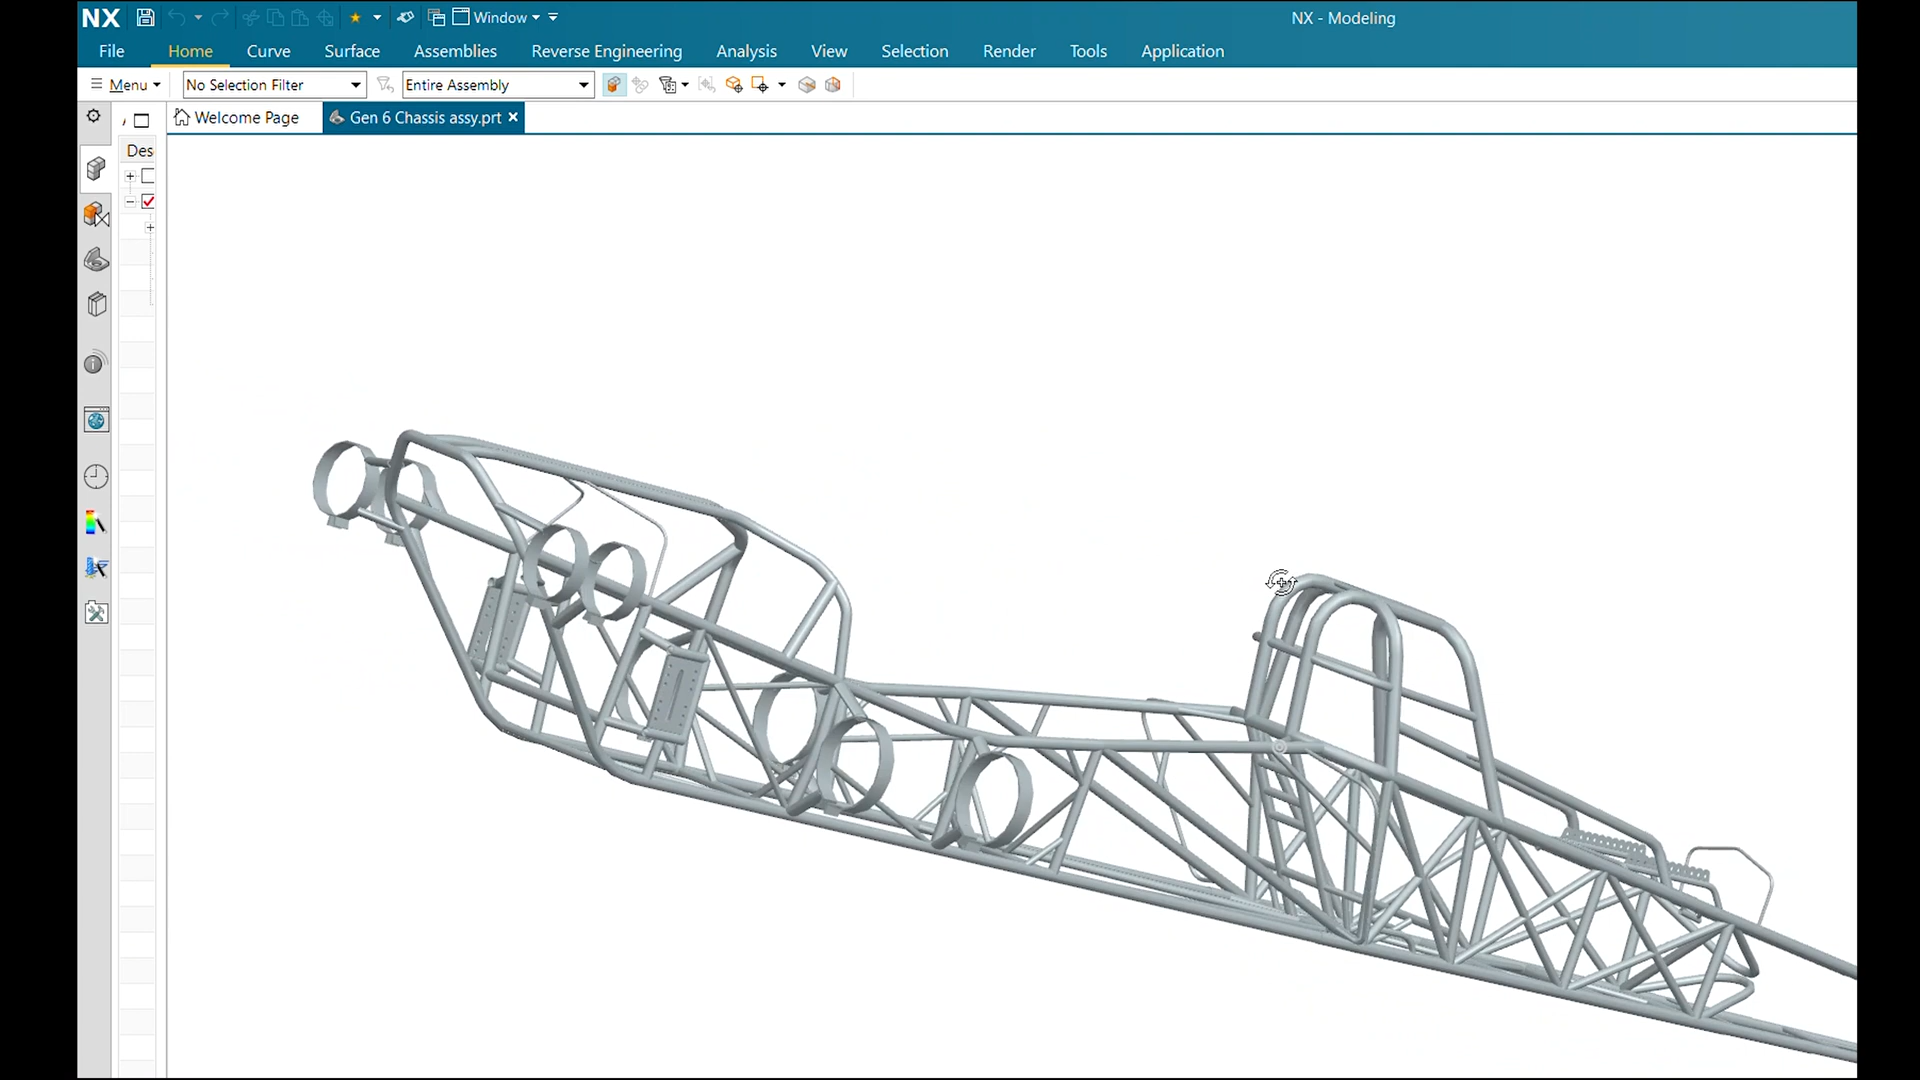 NX Window NX - Modeling
File Home Curve Surface Assemblies Reverse Engineering Analysis View Selection Render Tools Application
Menu No Selection Filter Entire Assembly
Welcome Page Gen 6 Chassis assy.prt
Des